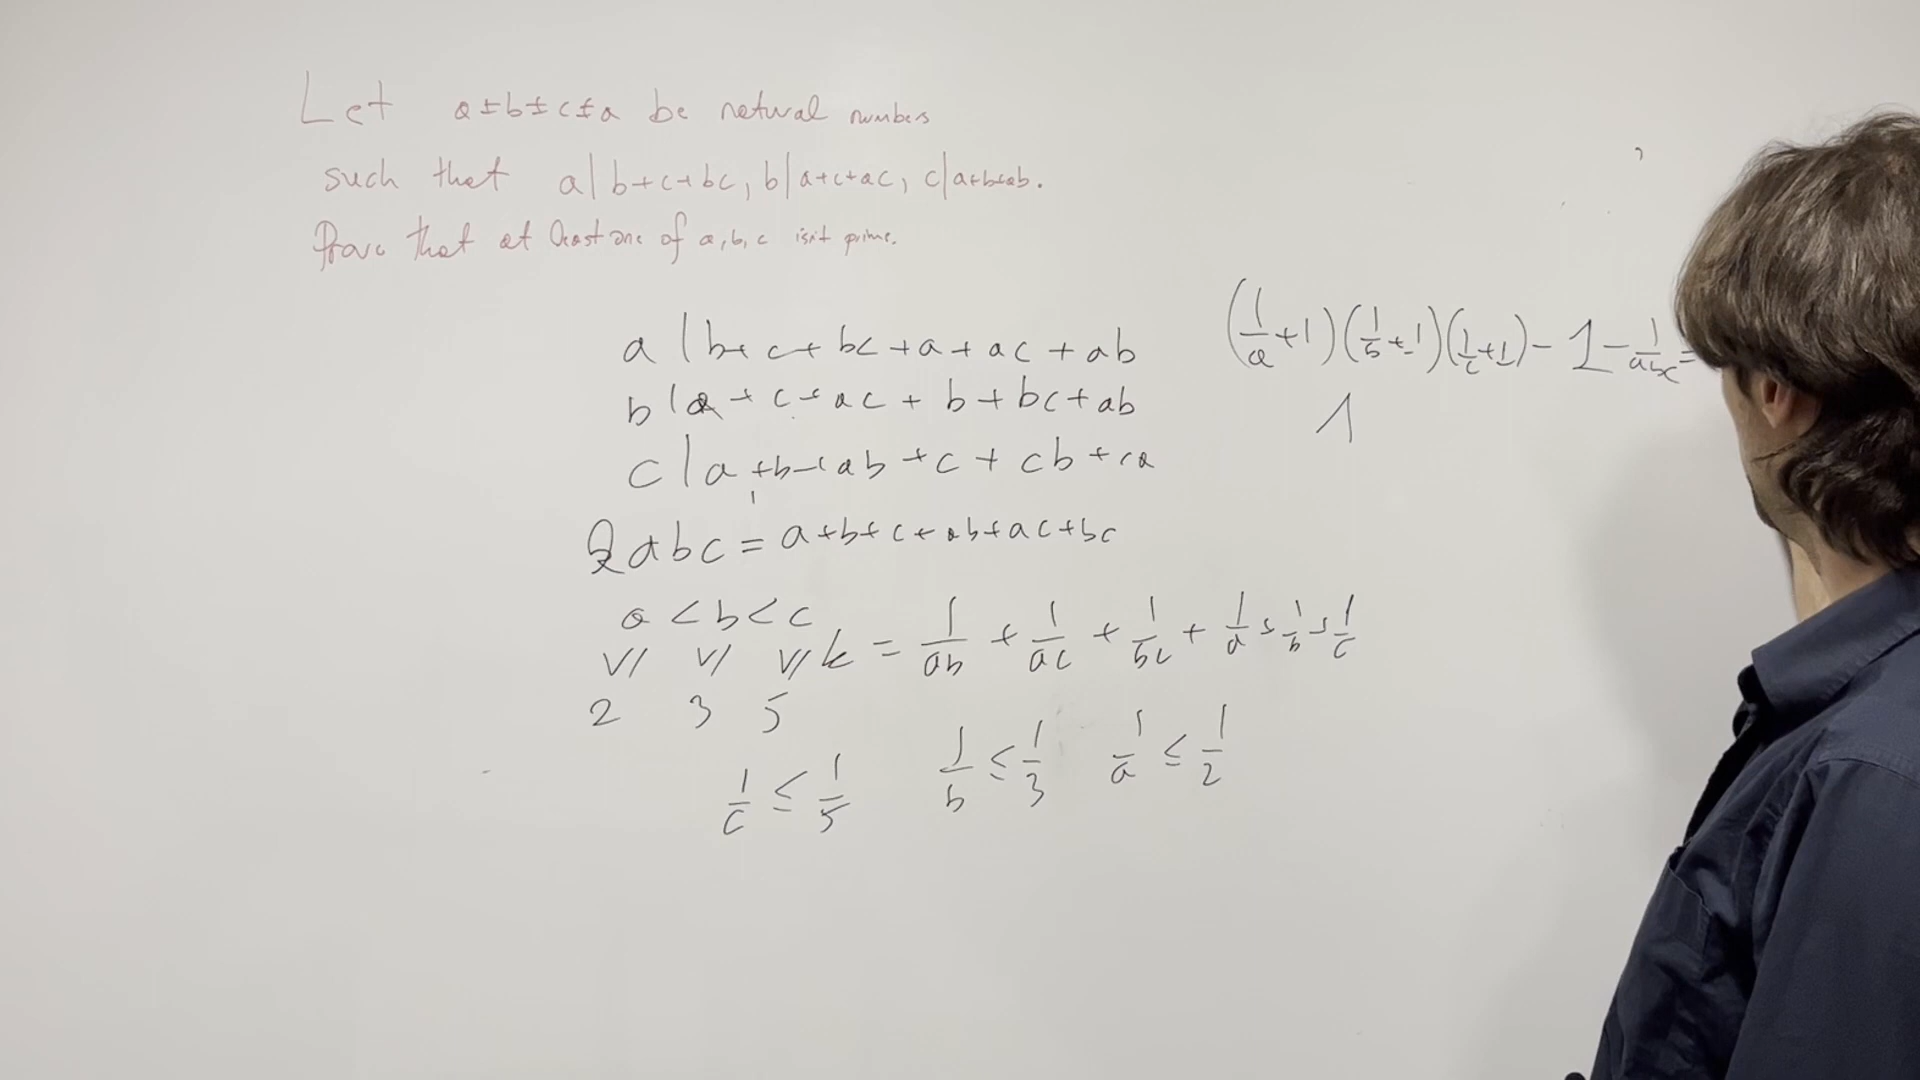 Let a≠b≠c≠a be natural numbers
such that a|b+c+bc, b|a+c+ac, c|a+b+ab.
Prove that at least one of a,b,c isn't prime.
a | b+c+bc+a+ac+ab
b | a+c+ac+b+bc+ab
c | a+b+ab+c+cb+ca
abc = a+b+c+ab+ac+bc
a < b < c
k = 1/ab + 1/ac + 1/bc + 1/a + 1/b + 1/c
2 3 5
1/c ≤ 1/5 1/b ≤ 1/3 1/a ≤ 1/2
(1/a+1)(1/b+1)(1/c+1) - 1 - 1/abc =
1